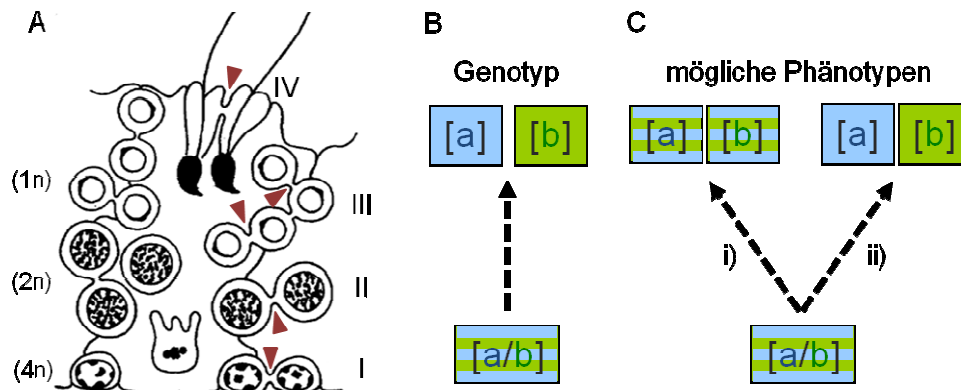 A
B
C
Genotyp
mögliche Phänotypen
IV
[a] [b]
[a] [b]
[a] [b]
(1n)
III
i)
ii)
(2n)
II
(4n)
I
[a/b]
[a/b]